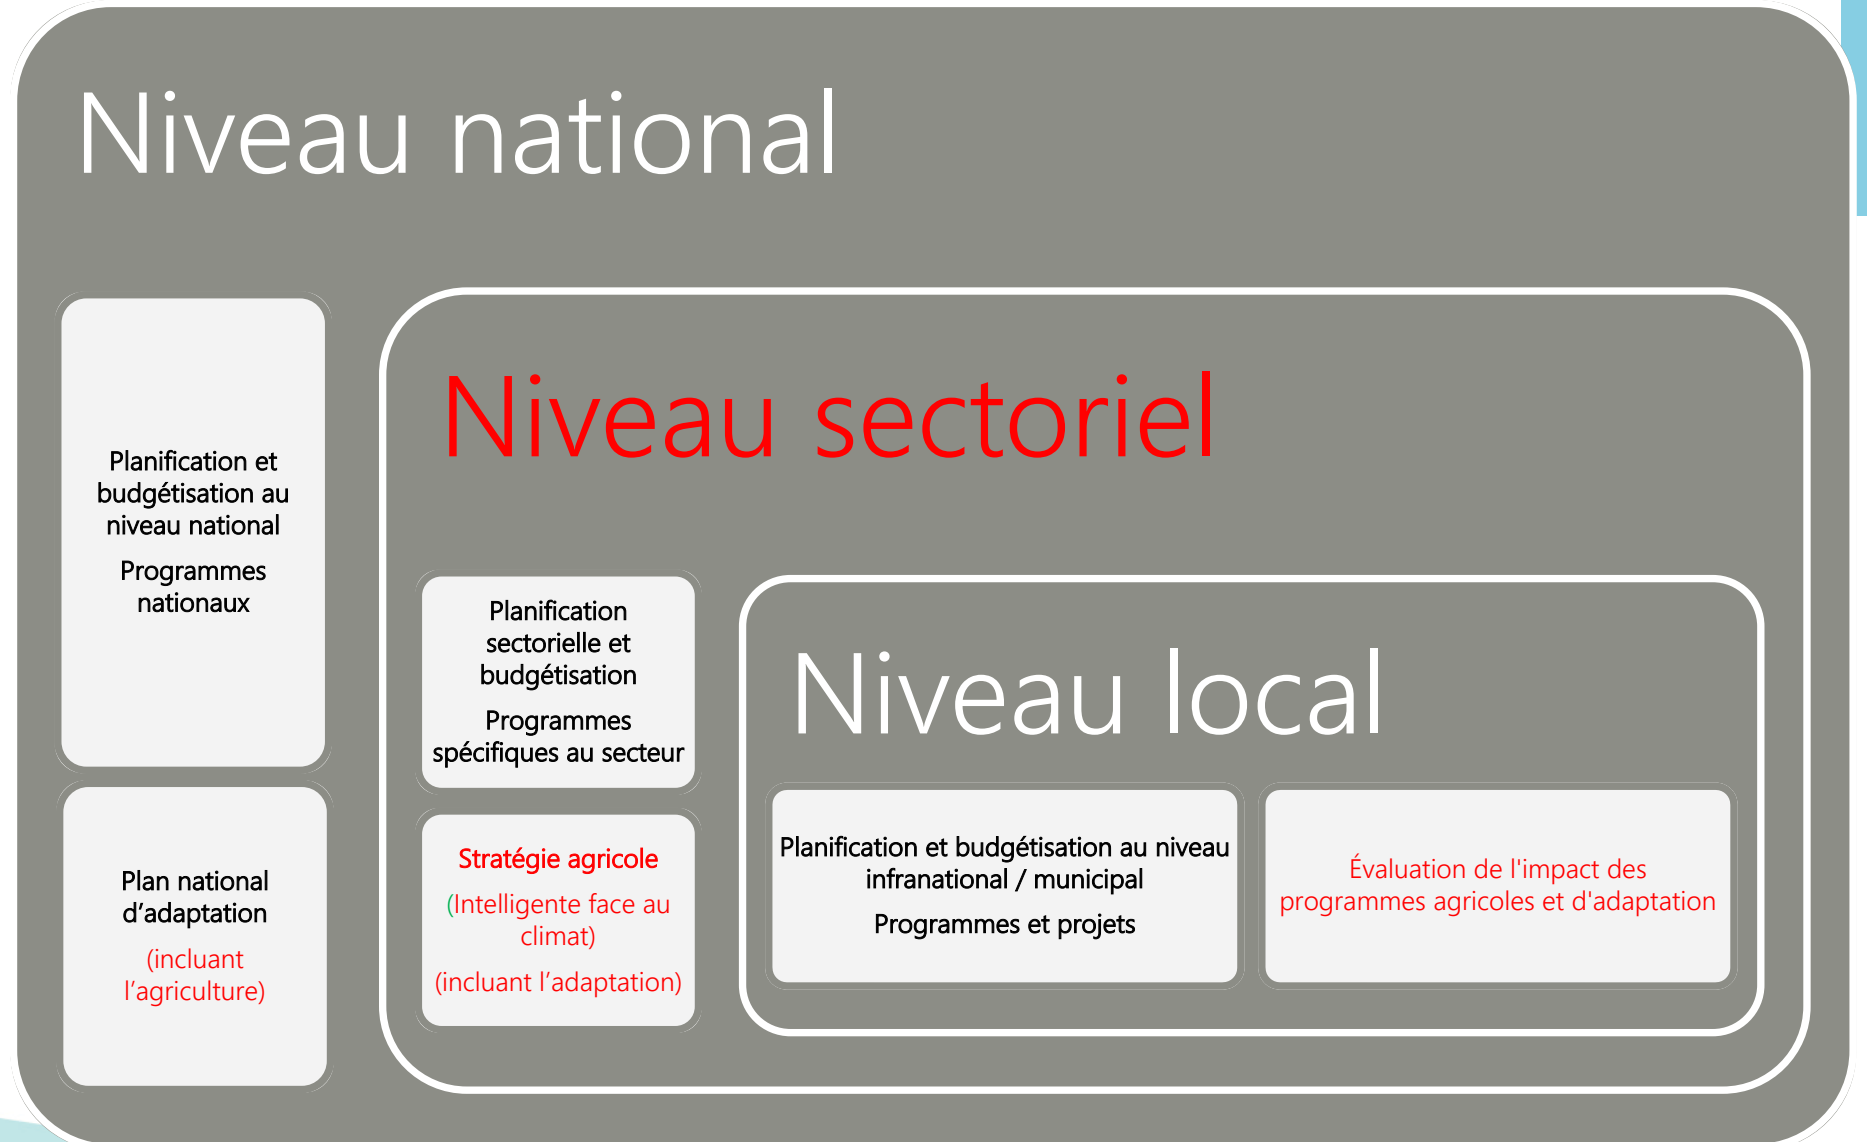 Niveau national
Planification et
budgétisation au
niveau national
Programmes
nationaux
Plan national
d’adaptation
(incluant
l’agriculture)
Niveau sectoriel
Planification
sectorielle et
budgétisation
Programmes
spécifiques au secteur
Stratégie agricole
(Intelligente face au
climat)
(incluant l’adaptation)
Niveau local
Planification et budgétisation au niveau
infranational / municipal
Programmes et projets
Évaluation de l'impact des
programmes agricoles et d'adaptation